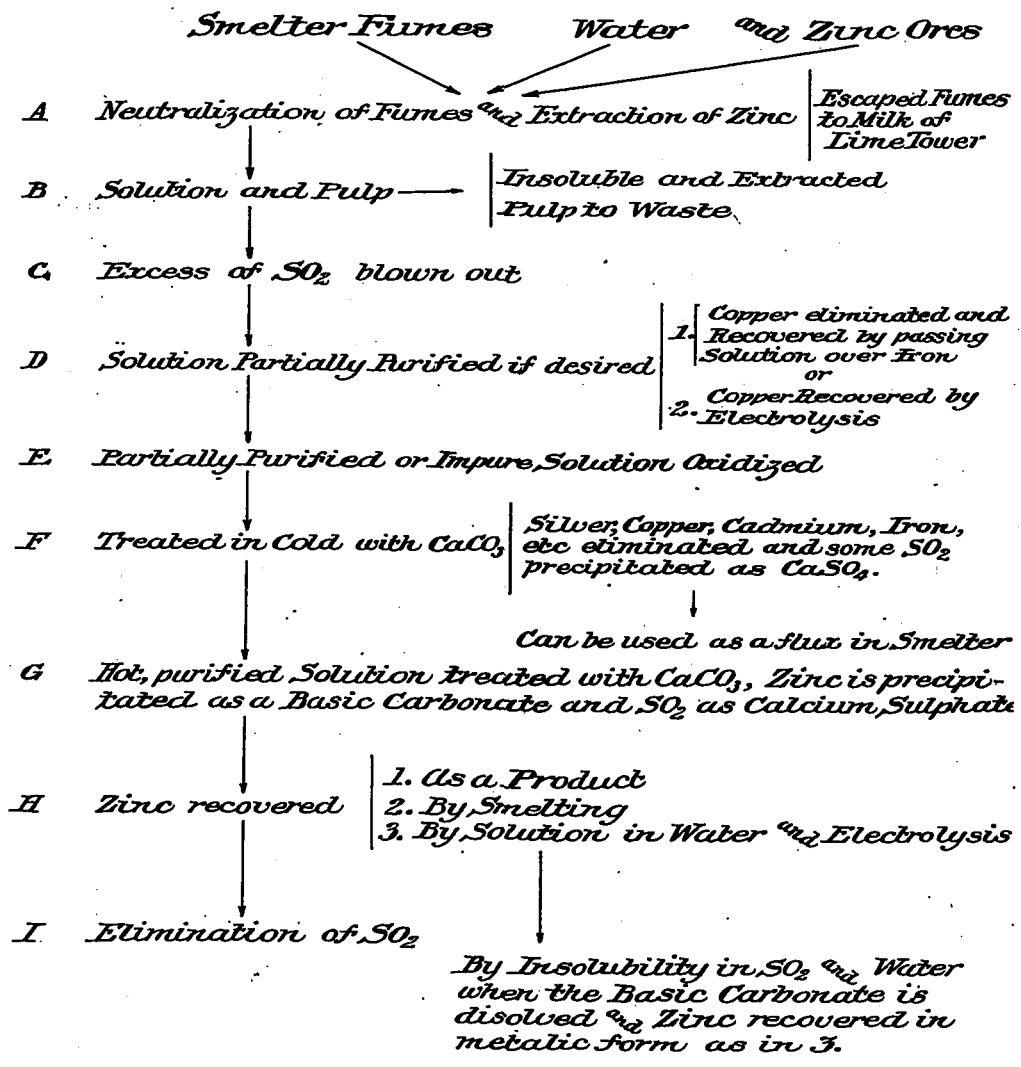 Smelter Fumes Water and Zinc Ores
A Neutralization of Fumes and Extraction of Zinc
Escaped Fumes
to Milk of
Lime Tower
B Solution and Pulp
Insoluble and Extracted
Pulp to Waste
C. Excess of SO₂ blown out
D Solution Partially Purified if desired
1. Copper eliminated and
Recovered by passing
Solution over Iron
or
2. Copper Recovered by
Electrolysis
E Partially Purified or Impure Solution Oxidized
F Treated in Cold with CaCO₃
Silver, Copper, Cadmium, Iron,
etc eliminated and some SO₂
precipitated as CaSO₄.
Can be used as a flux in Smelter
G Hot, purified Solution treated with CaCO₃, Zinc is precipi-
tated as a Basic Carbonate and SO₂ as Calcium Sulphate
H Zinc recovered
1. As a Product
2. By Smelting
3. By Solution in Water and Electrolysis
I Elimination of SO₂
By Insolubility in SO₂ and Water
when the Basic Carbonate is
disolved and Zinc recovered in
metalic form as in 3.